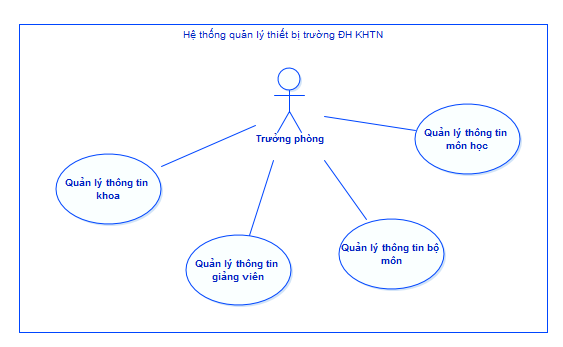 Hệ thống quản lý thiết bị trường ĐH KHTN
Trưởng phòng
Quản lý thông tin
môn học
Quản lý thông tin
khoa
Quản lý thông tin bộ
môn
Quản lý thông tin
giảng viên